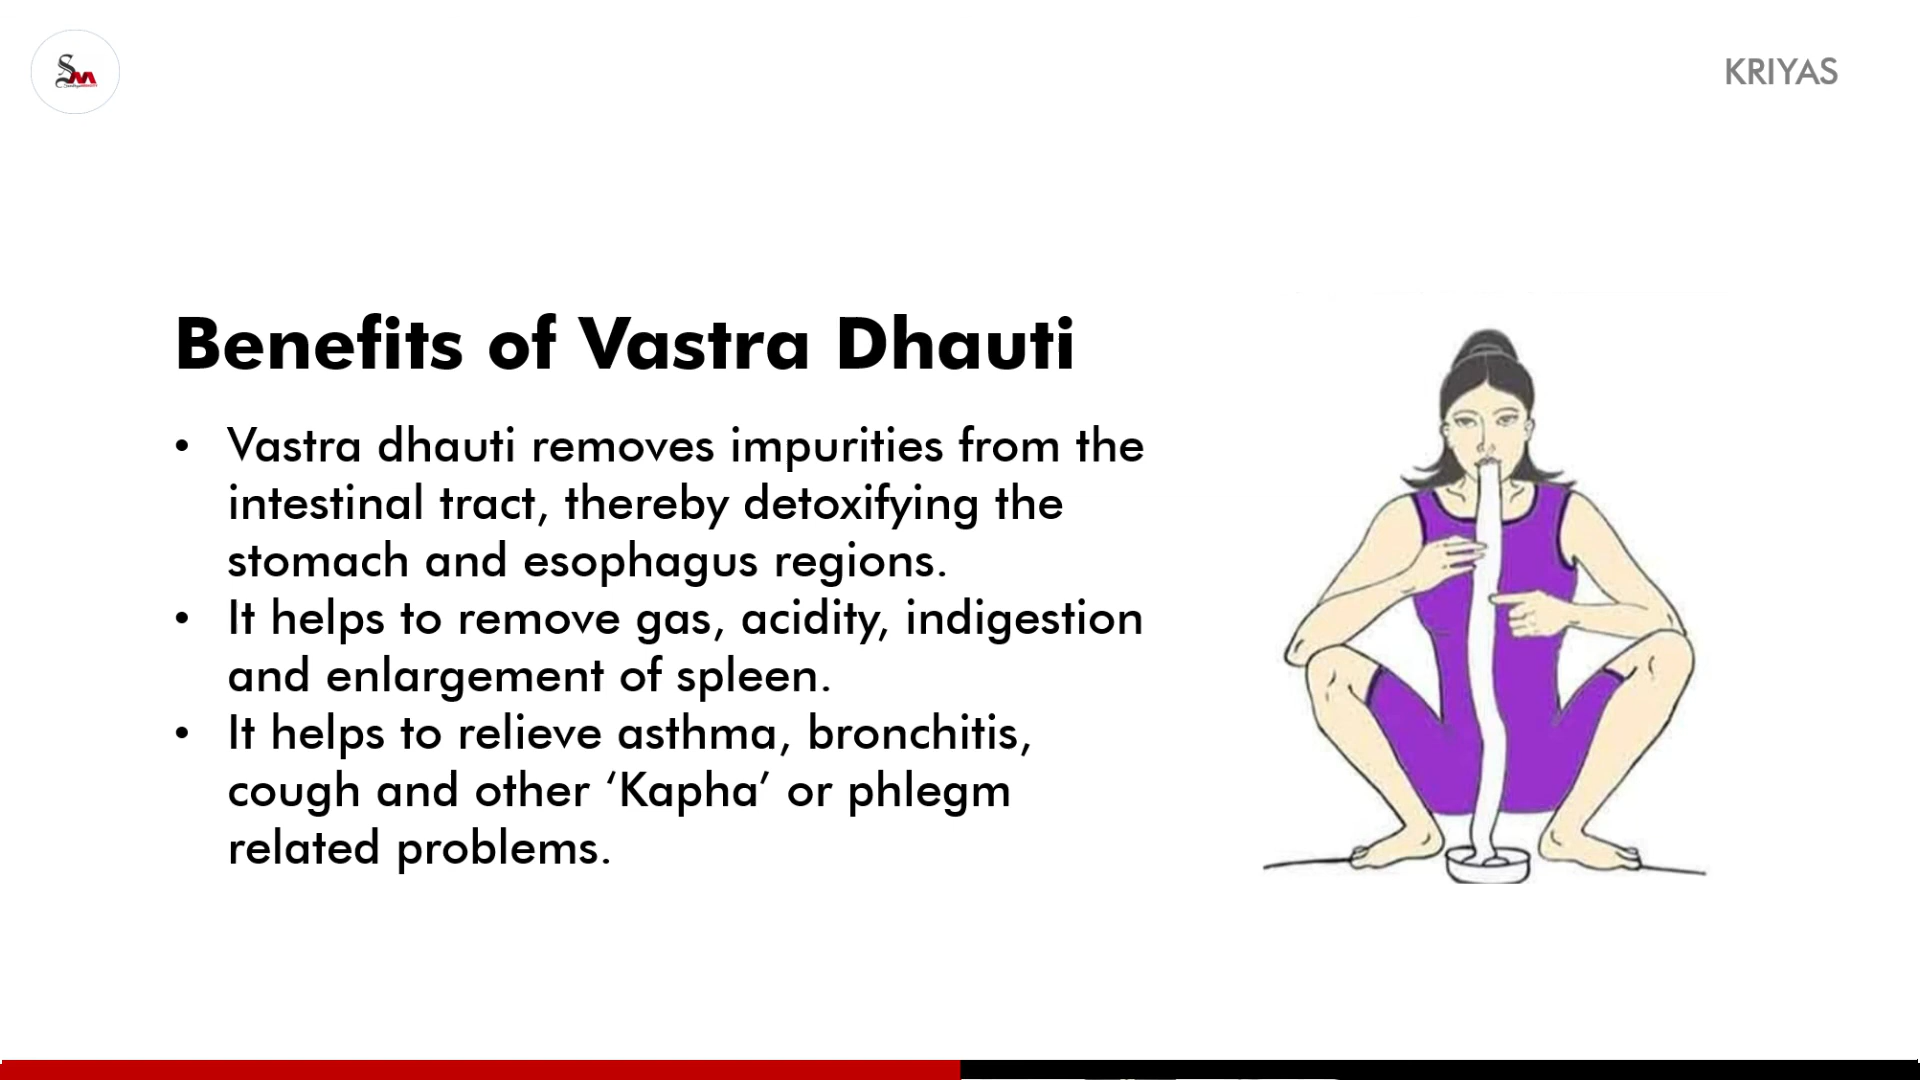 SM
KRIYAS
Benefits of Vastra Dhauti
• Vastra dhauti removes impurities from the
intestinal tract, thereby detoxifying the
stomach and esophagus regions.
• It helps to remove gas, acidity, indigestion
and enlargement of spleen.
• It helps to relieve asthma, bronchitis,
cough and other ‘Kapha’ or phlegm
related problems.